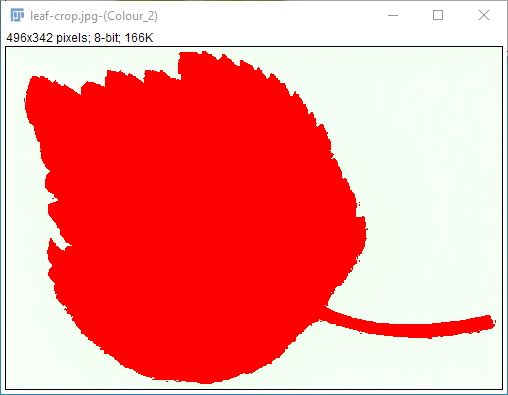 leaf-crop.jpg-(Colour_2)
496x342 pixels; 8-bit; 166K